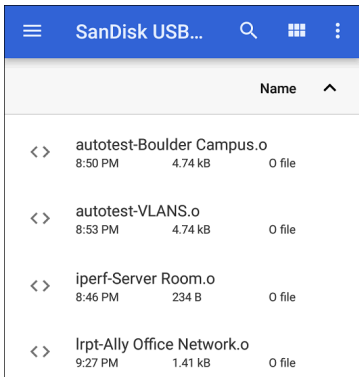 SanDisk USB...
Name
autotest-Boulder Campus.o
8:50 PM 4.74 kB O file
autotest-VLANS.o
8:53 PM 4.74 kB O file
iperf-Server Room.o
8:46 PM 234 B O file
lrpt-Ally Office Network.o
9:27 PM 1.41 kB O file